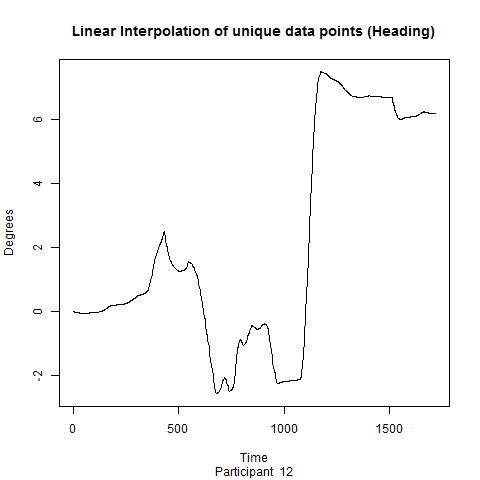 Linear Interpolation of unique data points (Heading)
Degrees
6
4
2
0
-2
0 500 1000 1500
Time
Participant 12